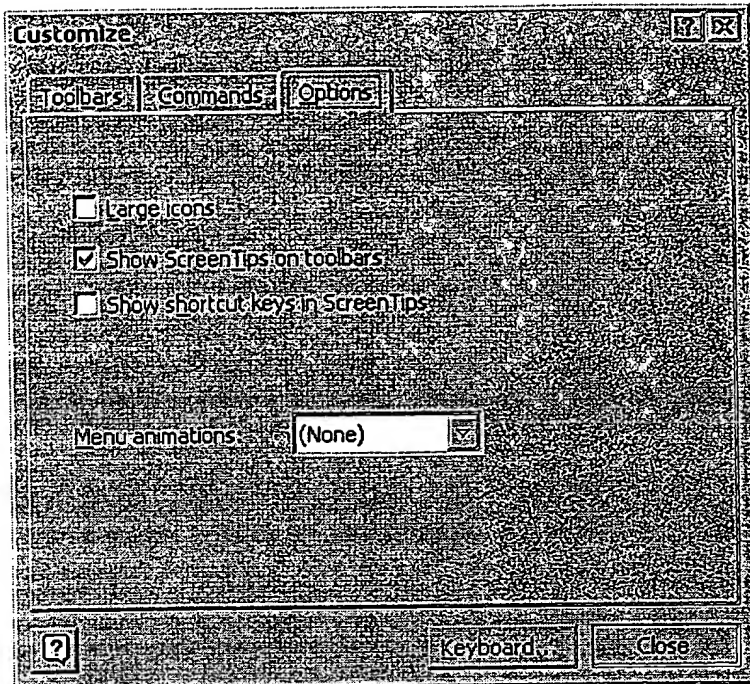 Customize
Toolbars Commands Options
Large icons
Show ScreenTips on toolbars
Show shortcut keys in ScreenTips
Menu animations: (None)
Keyboard... Close